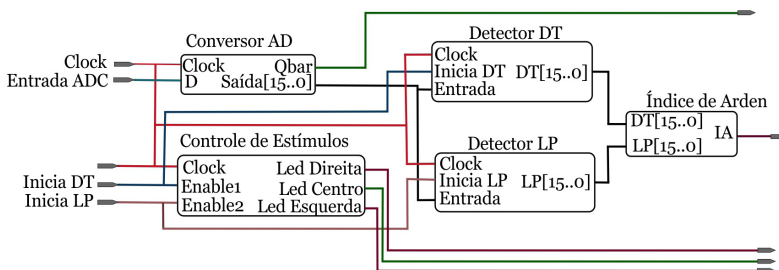 Conversor AD
Clock
Entrada ADC
Clock
Qbar
D
Saída[15..0]
Detector DT
Clock
Inicia DT
DT[15..0]
Entrada
Índice de Arden
DT[15..0]
IA
LP[15..0]
Controle de Estímulos
Inicia DT
Inicia LP
Clock
Enable1
Enable2
Led Direita
Led Centro
Led Esquerda
Detector LP
Clock
Inicia LP
LP[15..0]
Entrada